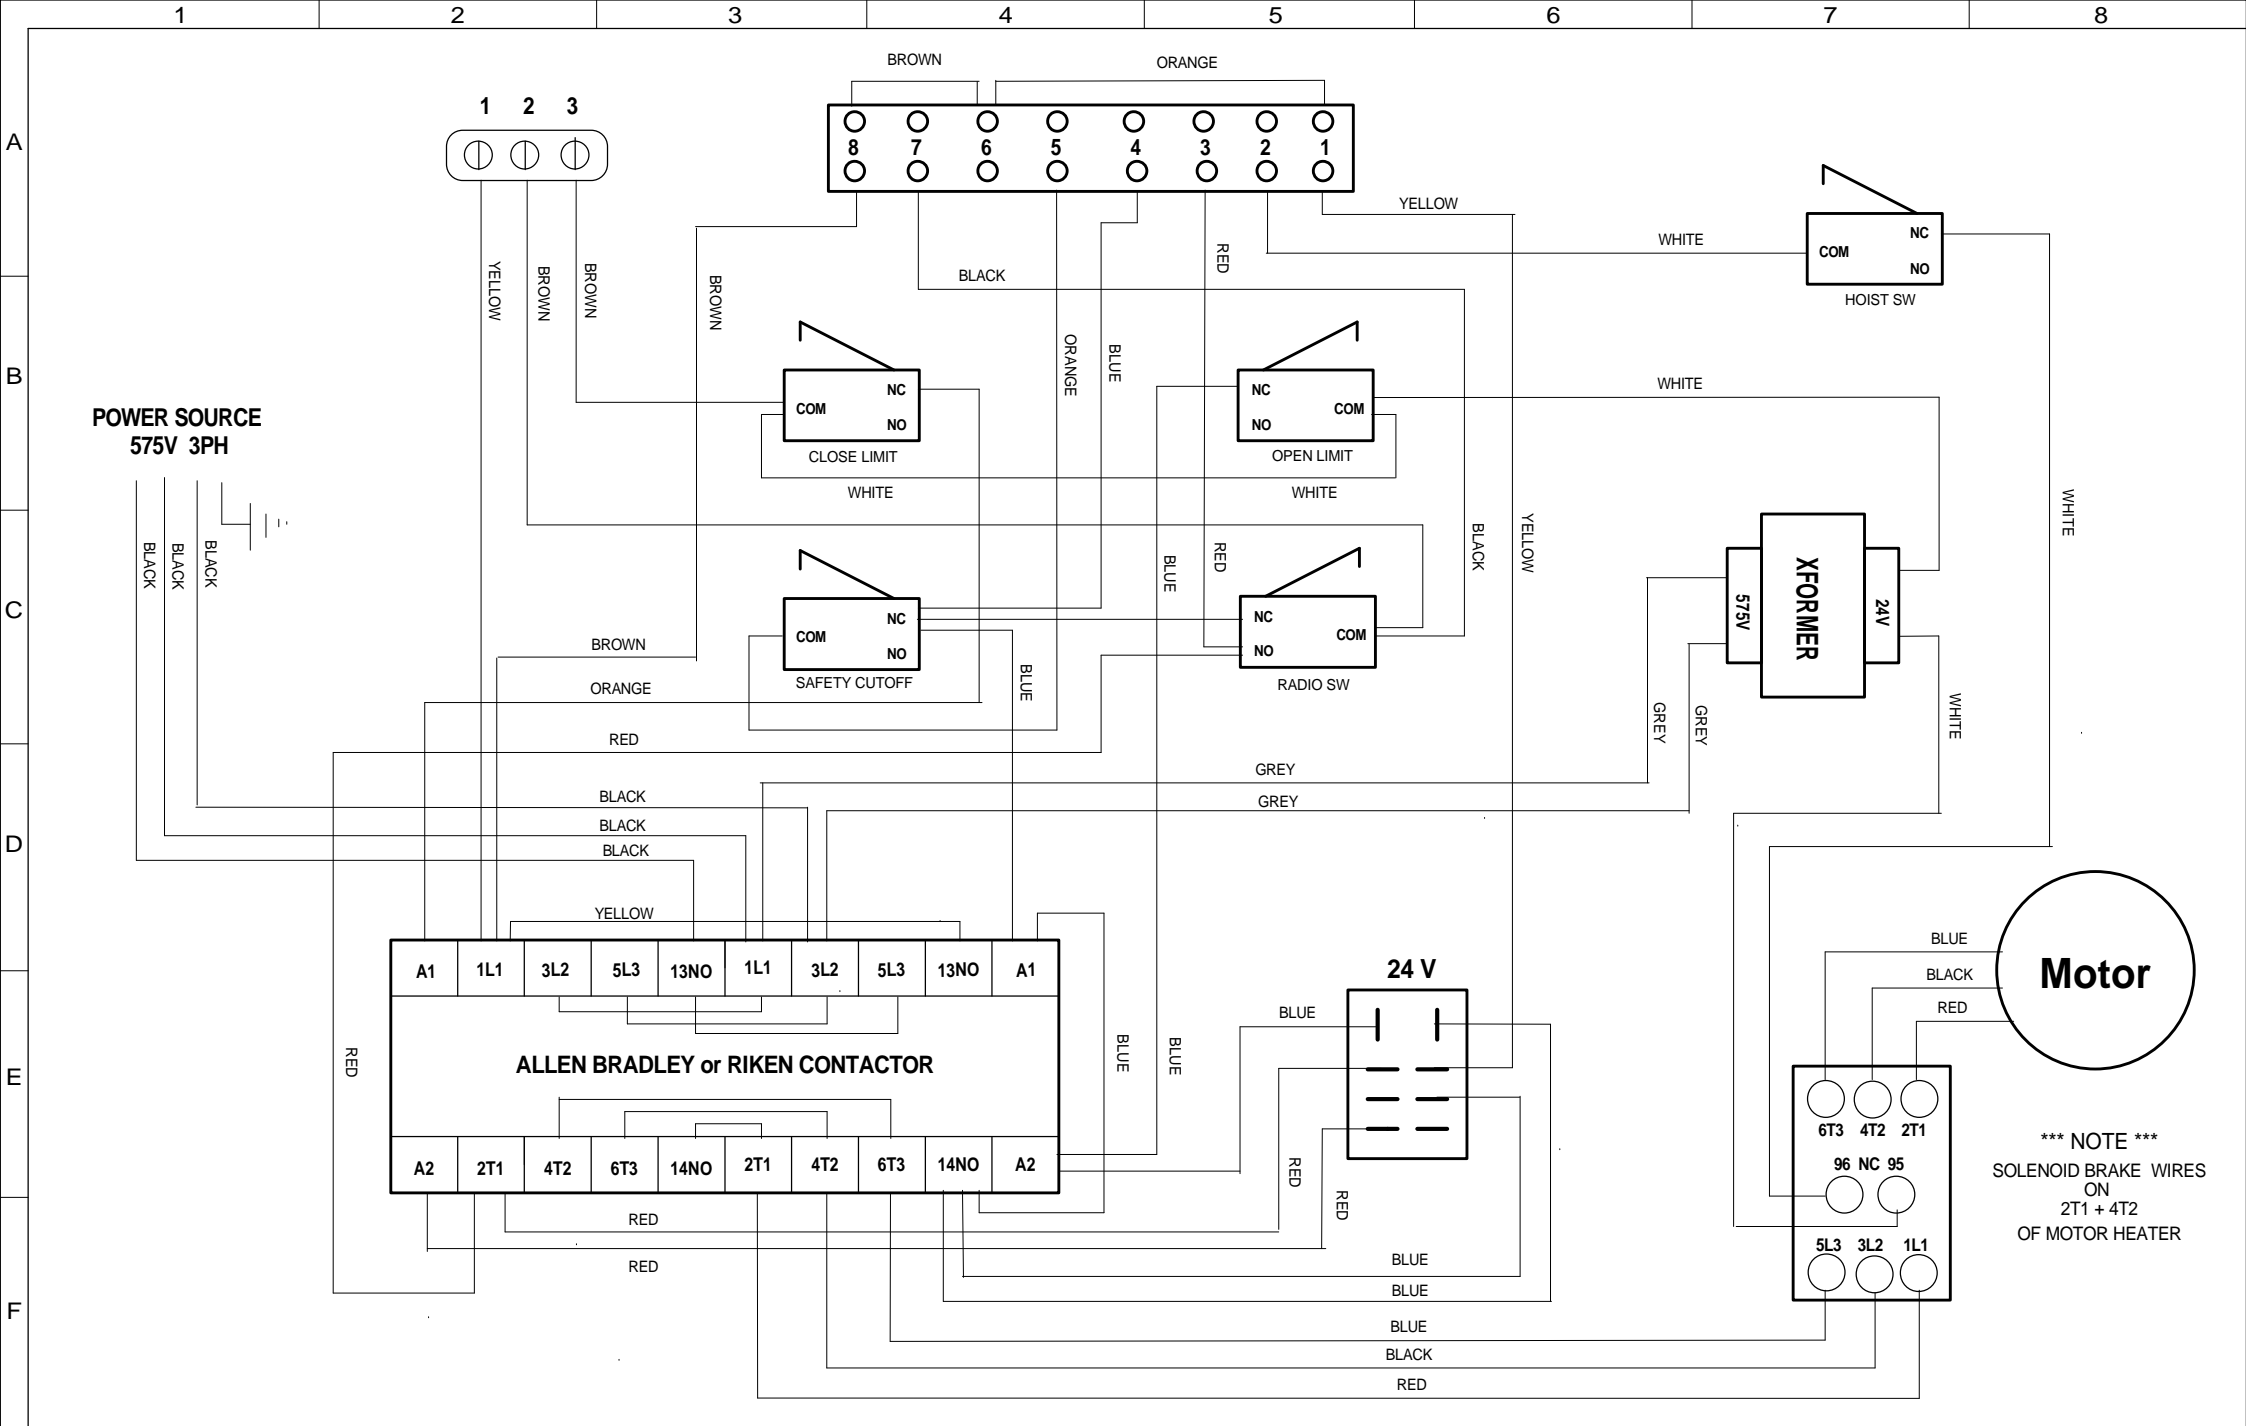 1 2 3 4 5 6 7 8
BROWN
ORANGE
1 2 3
A
8 7 6 5 4 3 2 1
YELLOW
WHITE
NC
COM
NO
HOIST SW
RED
BLACK
YELLOW
BROWN
BROWN
BROWN
ORANGE
BLUE
B
NC
COM
NO
CLOSE LIMIT
NC
COM
NO
OPEN LIMIT
WHITE
POWER SOURCE
575V 3PH
WHITE
WHITE
WHITE
BLACK
BLACK
BLACK
BLUE
RED
BLACK
YELLOW
C
NC
COM
NO
SAFETY CUTOFF
NC
COM
NO
RADIO SW
575V
XFORMER
24V
BROWN
ORANGE
BLUE
GREY
GREY
WHITE
RED
GREY
BLACK
GREY
BLACK
D
BLACK
YELLOW
BLUE
BLACK
RED
Motor
A1 1L1 3L2 5L3 13NO 1L1 3L2 5L3 13NO A1
24 V
BLUE
RED
ALLEN BRADLEY or RIKEN CONTACTOR
BLUE
BLUE
E
6T3 4T2 2T1
*** NOTE ***
SOLENOID BRAKE WIRES
ON
2T1 + 4T2
OF MOTOR HEATER
A2 2T1 4T2 6T3 14NO 2T1 4T2 6T3 14NO A2
96 NC 95
RED
RED
RED
RED
5L3 3L2 1L1
BLUE
BLUE
F
BLUE
BLACK
RED